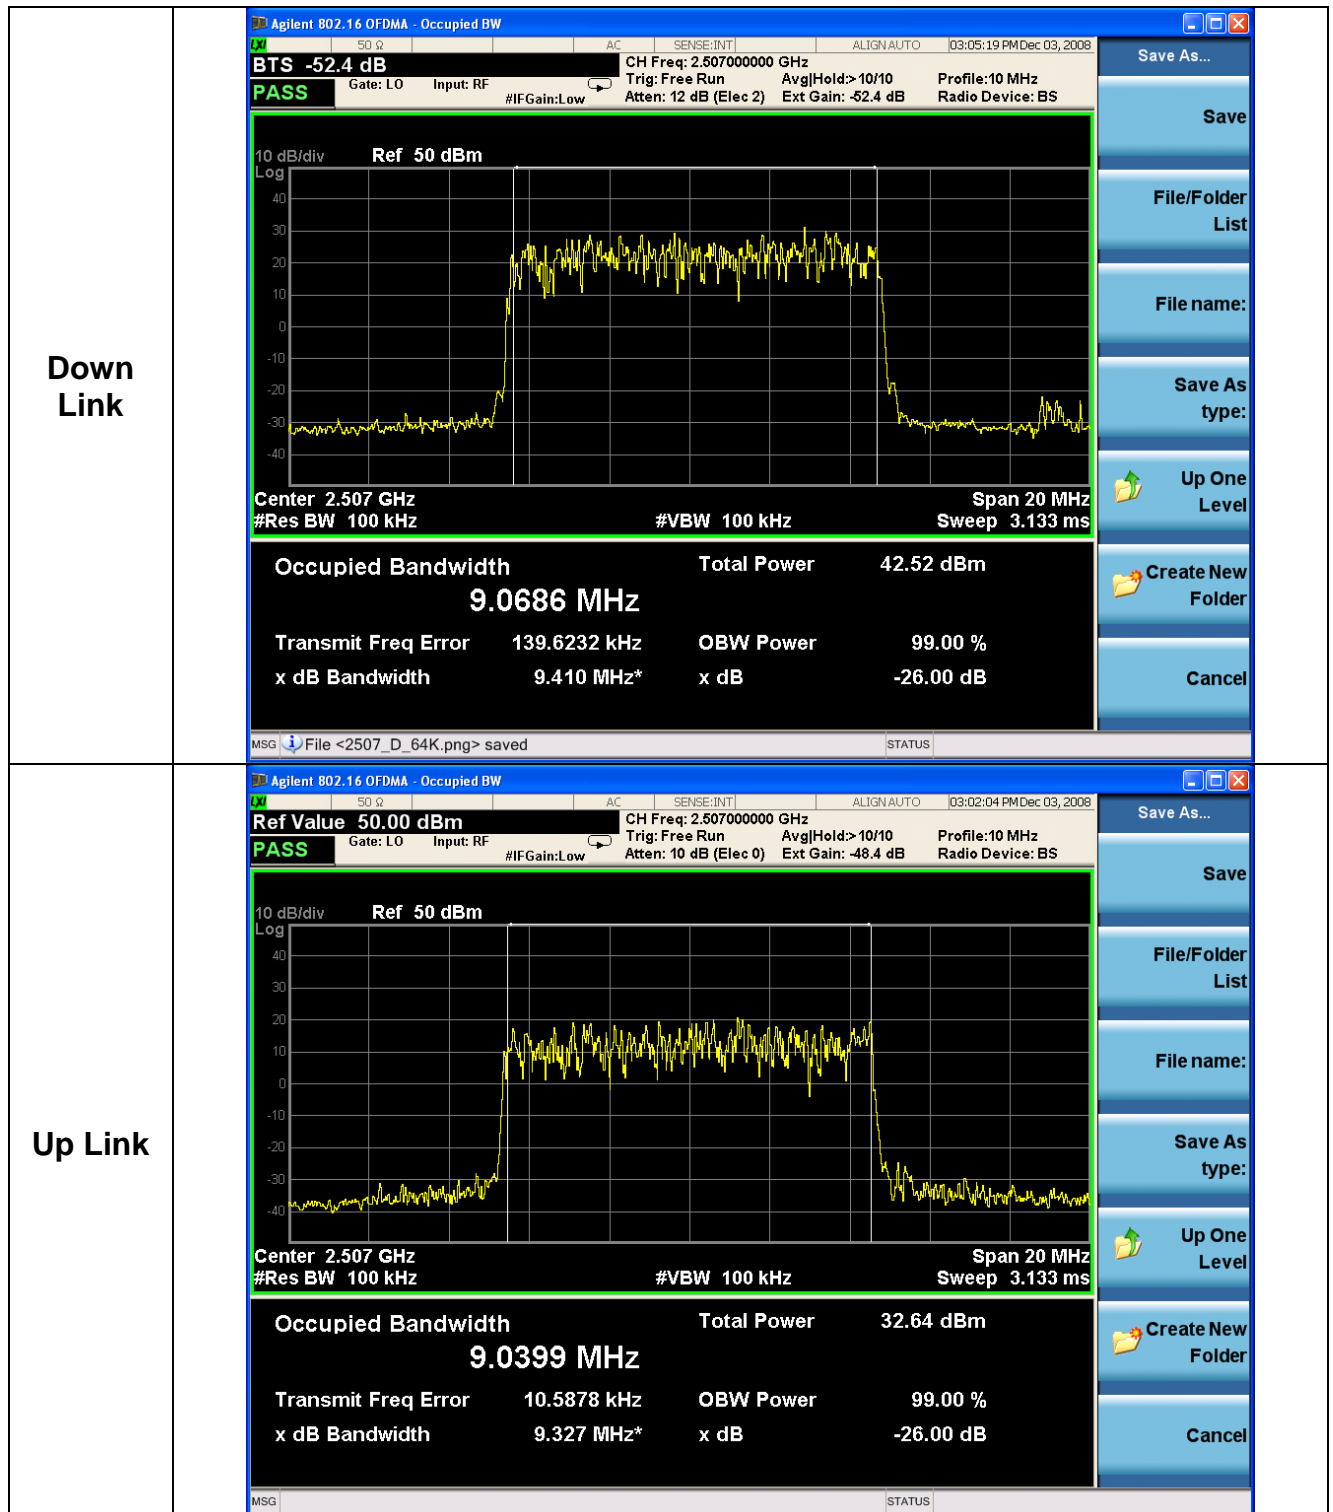 Down
Link
Agilent 802.16 OFDMA - Occupied BW
LXI 50 Ω AC SENSE:INT ALIGN AUTO 03:05:19 PM Dec 03, 2008
BTS -52.4 dB
CH Freq: 2.507000000 GHz
PASS
Gate: LO Input: RF
#IFGain:Low
Trig: Free Run Avg|Hold:>10/10 Profile:10 MHz
Atten: 12 dB (Elec 2) Ext Gain: -52.4 dB Radio Device: BS
10 dB/div Ref 50 dBm
Log
40
30
20
10
0
-10
-20
-30
-40
Center 2.507 GHz Span 20 MHz
#Res BW 100 kHz #VBW 100 kHz Sweep 3.133 ms
Occupied Bandwidth Total Power 42.52 dBm
9.0686 MHz
Transmit Freq Error 139.6232 kHz OBW Power 99.00 %
x dB Bandwidth 9.410 MHz* x dB -26.00 dB
MSG File <2507_D_64K.png> saved STATUS
Save As...
Save
File/Folder
List
File name:
Save As
type:
Up One
Level
Create New
Folder
Cancel
Up Link
Agilent 802.16 OFDMA - Occupied BW
LXI 50 Ω AC SENSE:INT ALIGN AUTO 03:02:04 PM Dec 03, 2008
Ref Value 50.00 dBm
CH Freq: 2.507000000 GHz
PASS
Gate: LO Input: RF
#IFGain:Low
Trig: Free Run Avg|Hold:>10/10 Profile:10 MHz
Atten: 10 dB (Elec 0) Ext Gain: -48.4 dB Radio Device: BS
10 dB/div Ref 50 dBm
Log
40
30
20
10
0
-10
-20
-30
-40
Center 2.507 GHz Span 20 MHz
#Res BW 100 kHz #VBW 100 kHz Sweep 3.133 ms
Occupied Bandwidth Total Power 32.64 dBm
9.0399 MHz
Transmit Freq Error 10.5878 kHz OBW Power 99.00 %
x dB Bandwidth 9.327 MHz* x dB -26.00 dB
MSG STATUS
Save As...
Save
File/Folder
List
File name:
Save As
type:
Up One
Level
Create New
Folder
Cancel